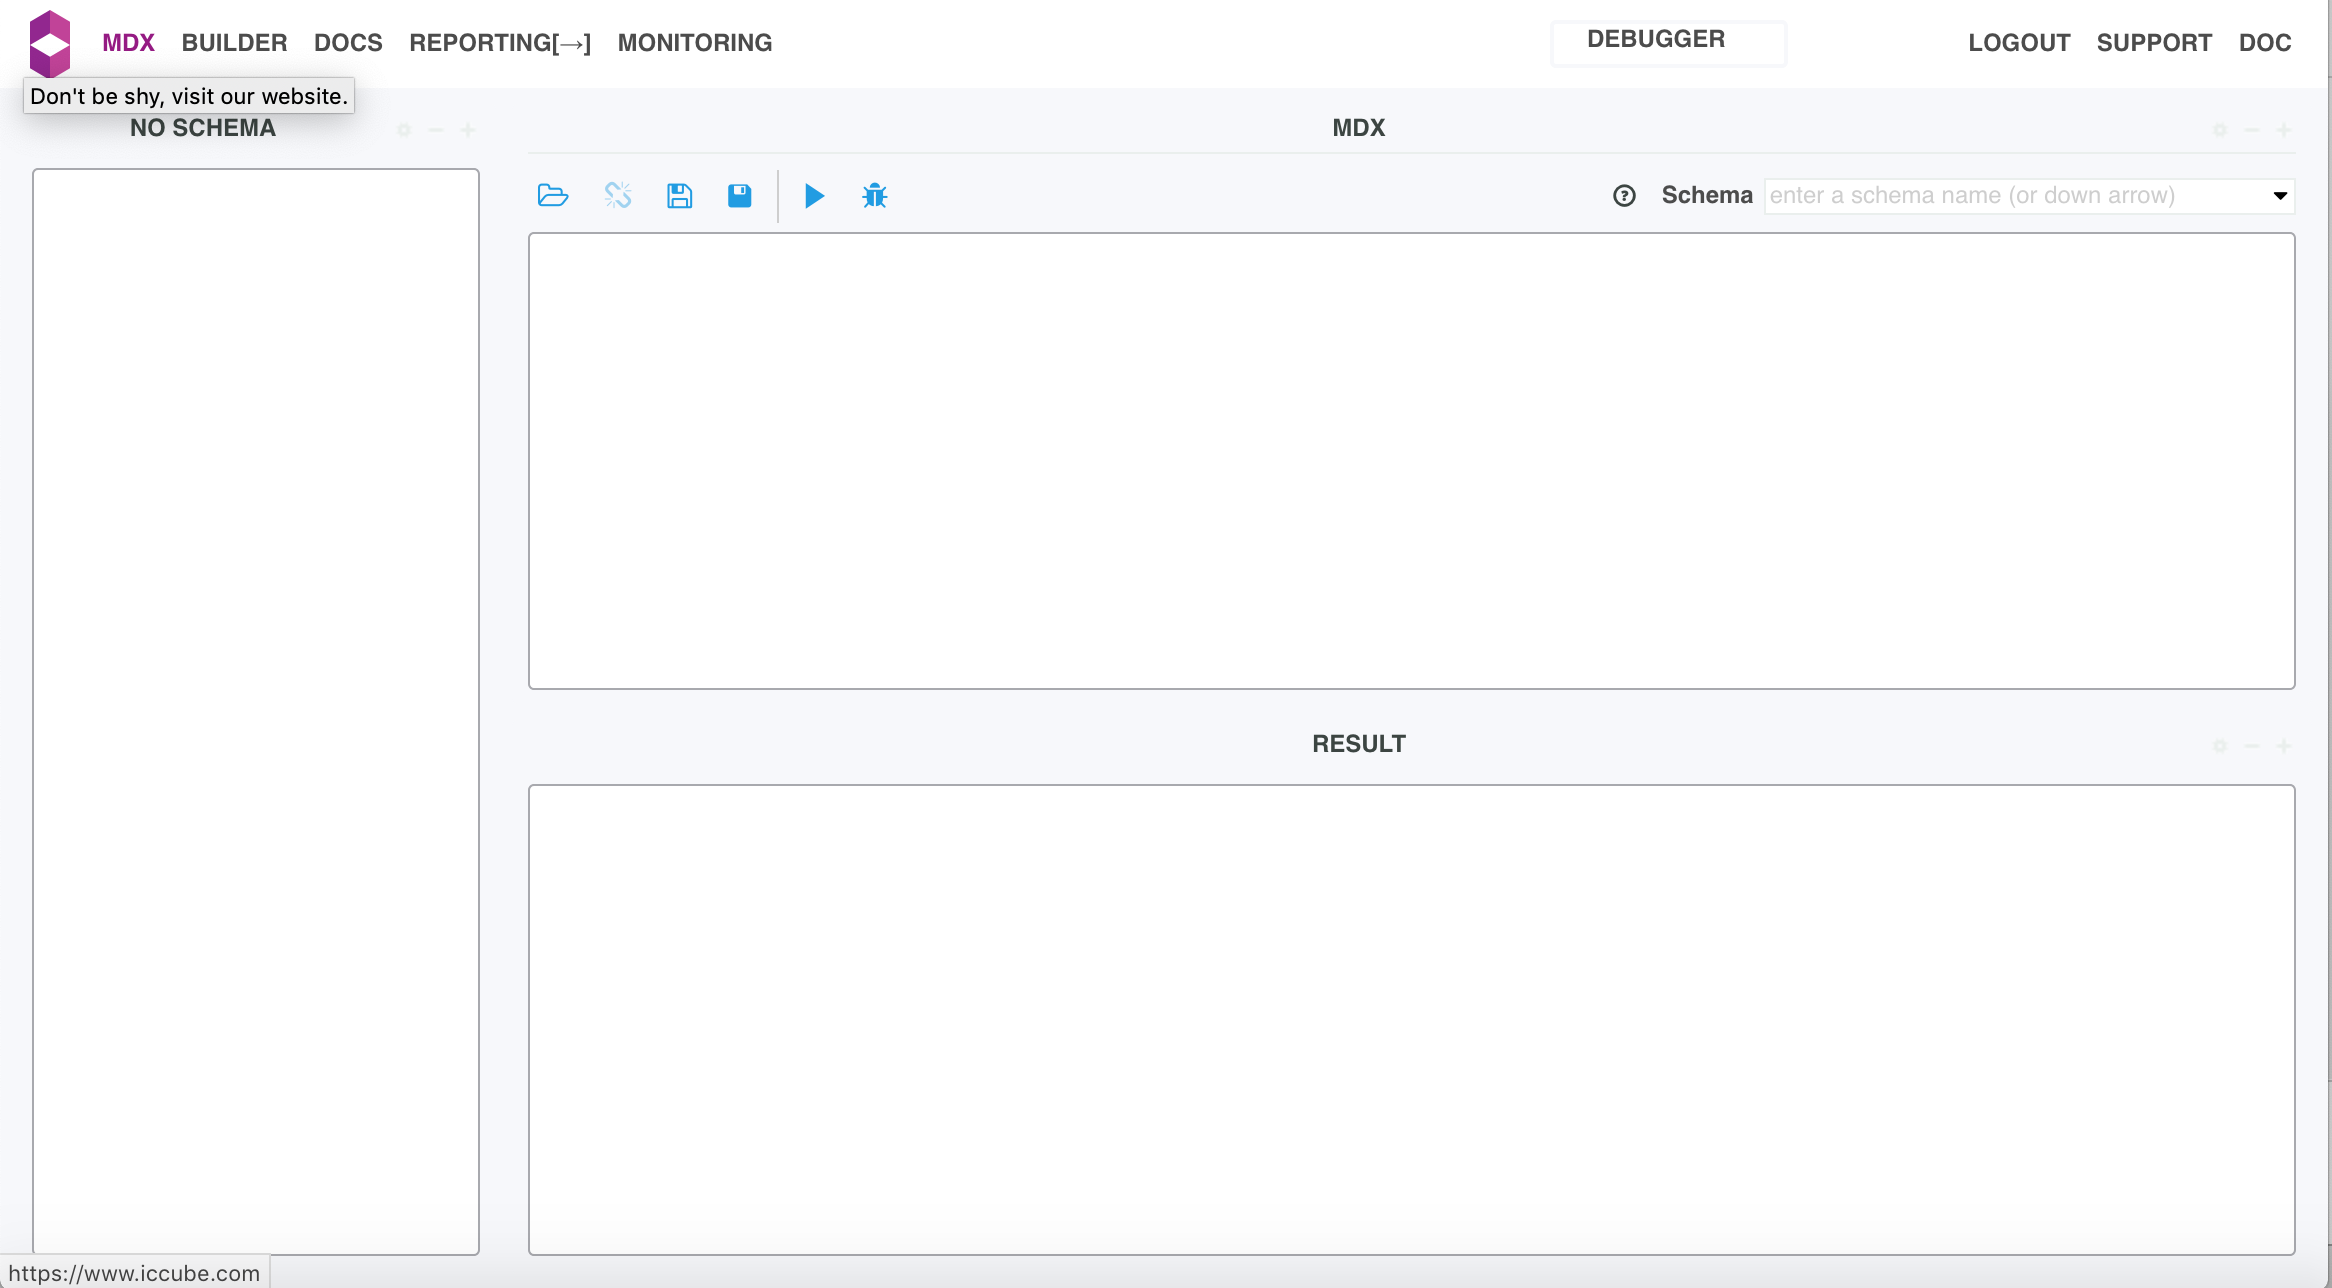 MDX BUILDER DOCS REPORTING[→] MONITORING DEBUGGER LOGOUT SUPPORT DOC
Don't be shy, visit our website.
NO SCHEMA
MDX
Schema enter a schema name (or down arrow)
RESULT
https://www.iccube.com